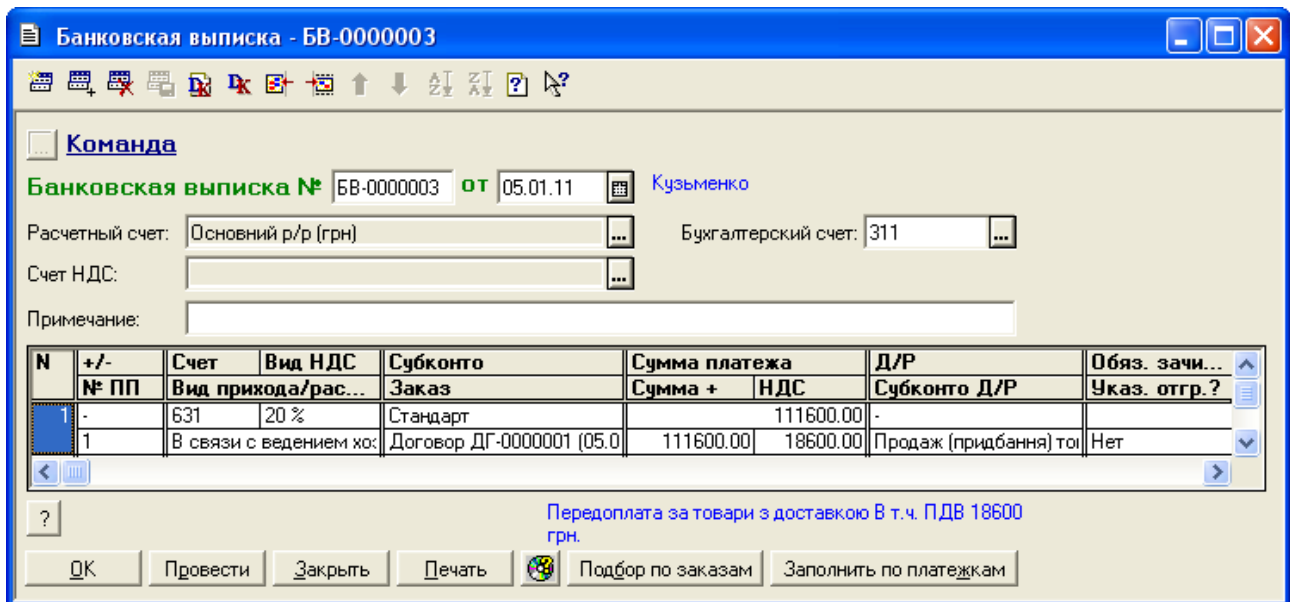 Банковская выписка - БВ-0000003
Команда
Банковская выписка № БВ-0000003 от 05.01.11 Кузьменко
Расчетный счет: Основний р/р (грн) ... Бухгалтерский счет: 311 ...
Счет НДС: ...
Примечание:
N +/- Счет Вид НДС Субконто Сумма платежа Д/Р Обяз. зачи...
№ ПП Вид прихода/рас... Заказ Сумма + НДС Субконто Д/Р Указ. отгр.?
1 - 631 20 % Стандарт 111600.00 -
1 В связи с ведением хоз Договор ДГ-0000001 (05.0 111600.00 18600.00 Продаж (придбання) тов Нет
? Передоплата за товари з доставкою В т.ч. ПДВ 18600
грн.
OK Провести Закрыть Печать Подбор по заказам Заполнить по платежкам